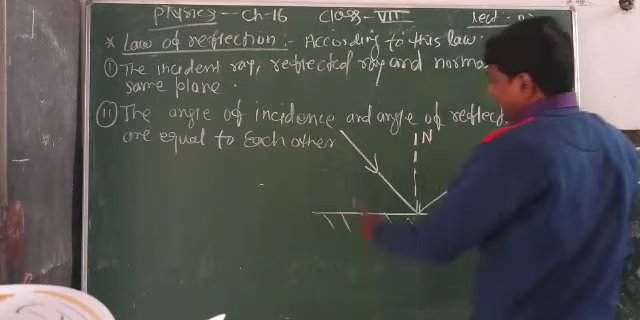 Physics -- Ch-16 Class - VII
* Law of reflection :- According to this law :
(i) The incident ray, reflected ray and norma
same plane .
(ii) The angle of incidence and angle of reflect
are equal to Each other
N